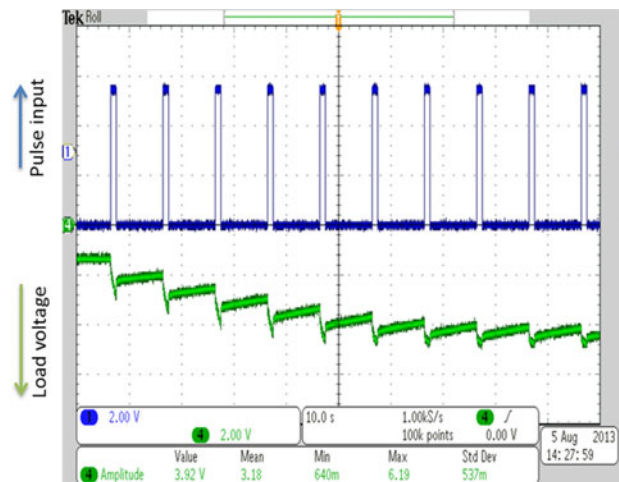 Tek Roll
Pulse input
Load voltage
1
4
1 2.00 V
4 2.00 V
10.0 s 1.00kS/s
100k points
4 0.00 V
5 Aug 2013
14:27:59
Value Mean Min Max Std Dev
4 Amplitude 3.92 V 3.18 640m 6.19 537m